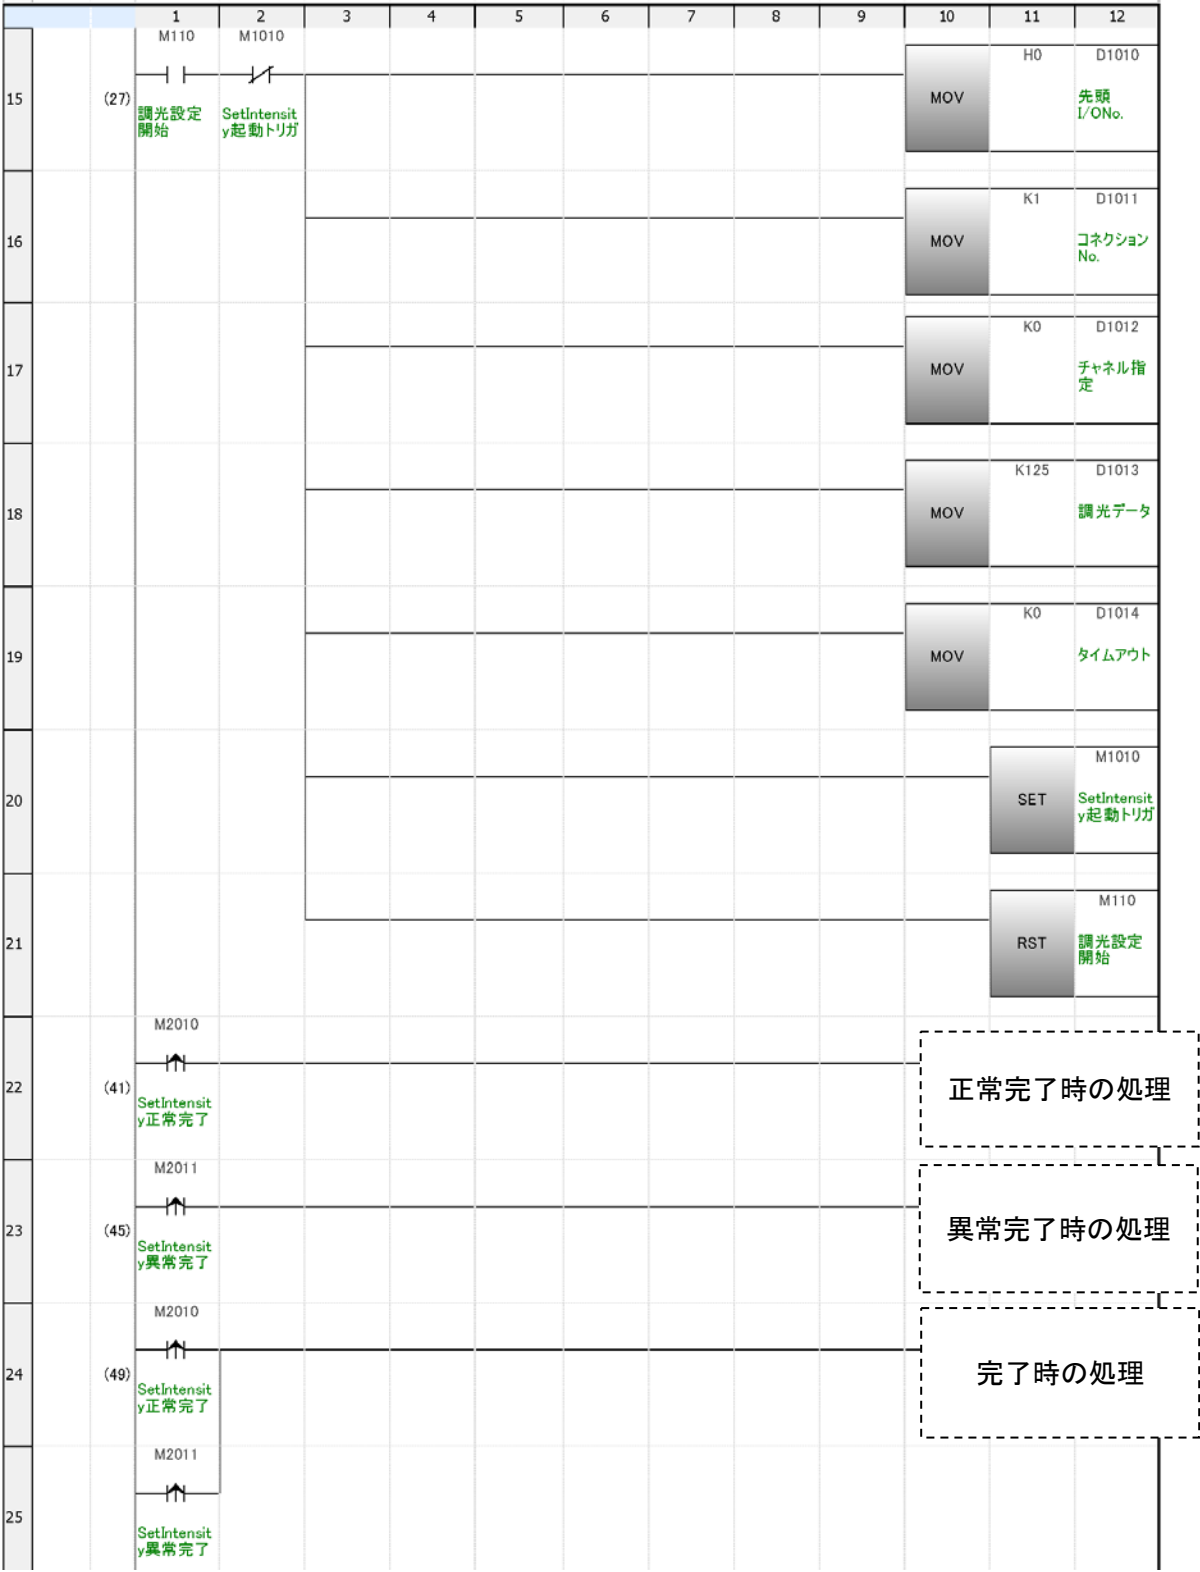 1 2 3 4 5 6 7 8 9 10 11 12
M110 M1010
H0 D1010
15 (27) MOV
調光設定
開始
SetIntensit
y起動トリガ
先頭
I/ONo.
K1 D1011
16 MOV
コネクション
No.
K0 D1012
17 MOV
チャネル指
定
K125 D1013
18 MOV
調光データ
K0 D1014
19 MOV
タイムアウト
M1010
20 SET
SetIntensit
y起動トリガ
M110
21 RST
調光設定
開始
M2010
22 (41)
SetIntensit
y正常完了
正常完了時の処理
M2011
23 (45)
SetIntensit
y異常完了
異常完了時の処理
M2010
24 (49)
SetIntensit
y正常完了
完了時の処理
M2011
25
SetIntensit
y異常完了